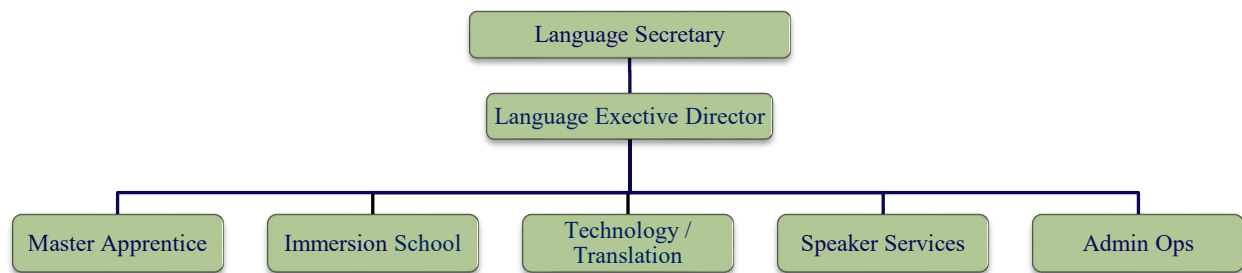 Language Secretary
Language Exective Director
Master Apprentice
Immersion School
Technology /
Translation
Speaker Services
Admin Ops